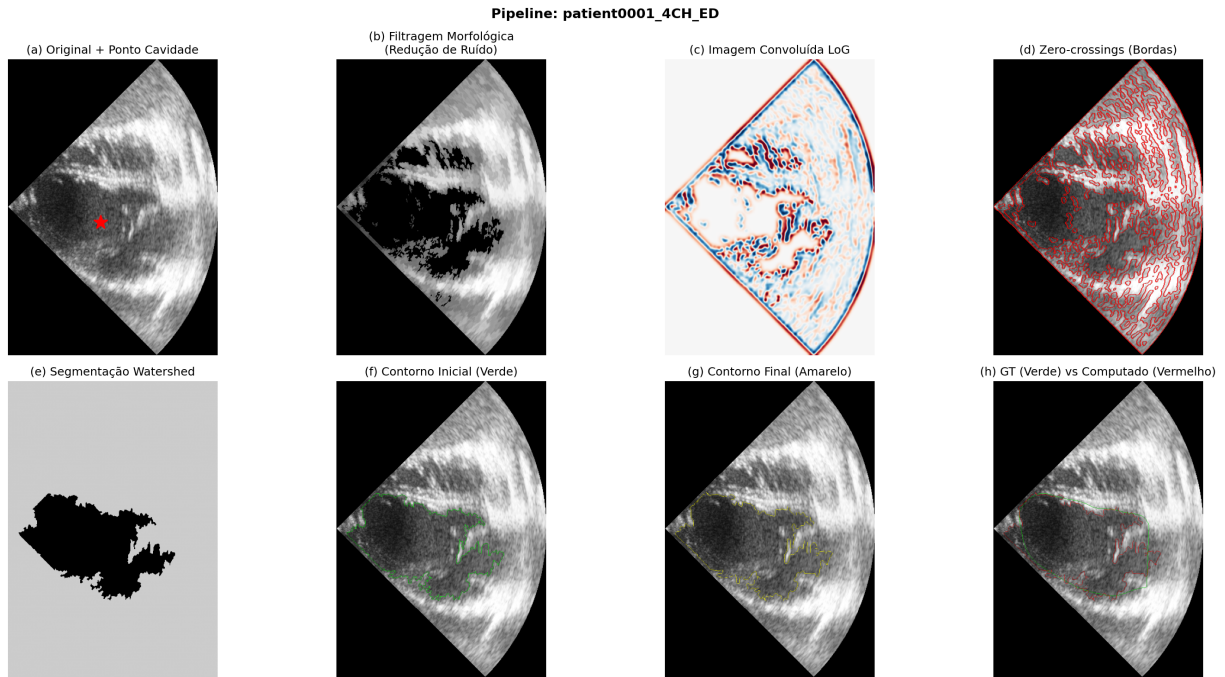 Pipeline: patient0001_4CH_ED
(a) Original + Ponto Cavidade
(b) Filtragem Morfológica
(Redução de Ruído)
(c) Imagem Convoluída LoG
(d) Zero-crossings (Bordas)
(e) Segmentação Watershed
(f) Contorno Inicial (Verde)
(g) Contorno Final (Amarelo)
(h) GT (Verde) vs Computado (Vermelho)